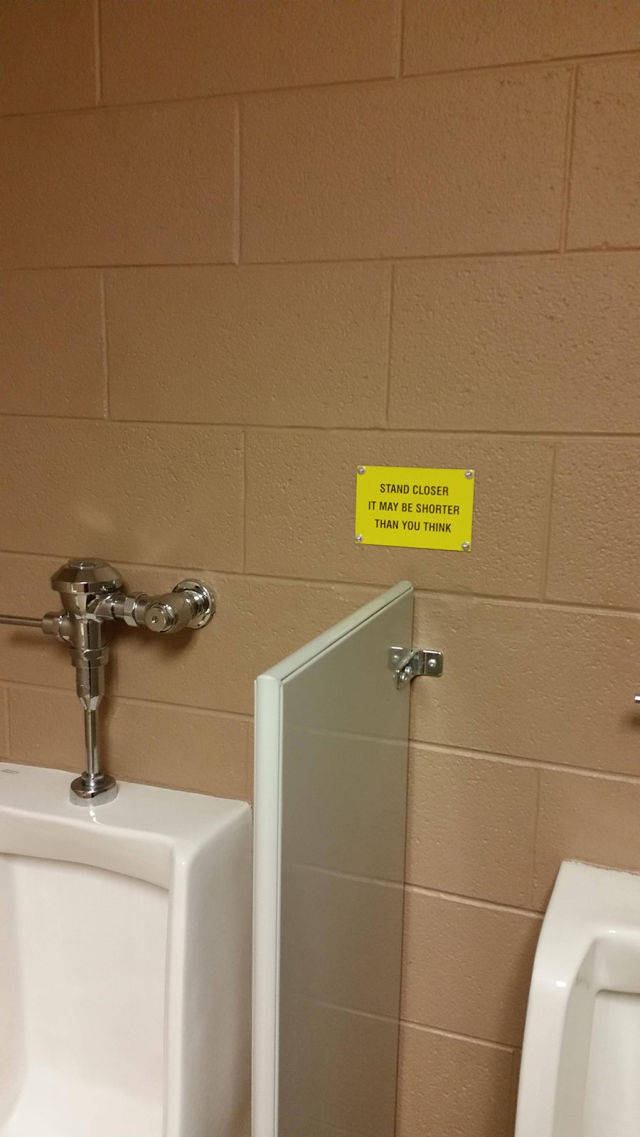 STAND CLOSER
IT MAY BE SHORTER
THAN YOU THINK